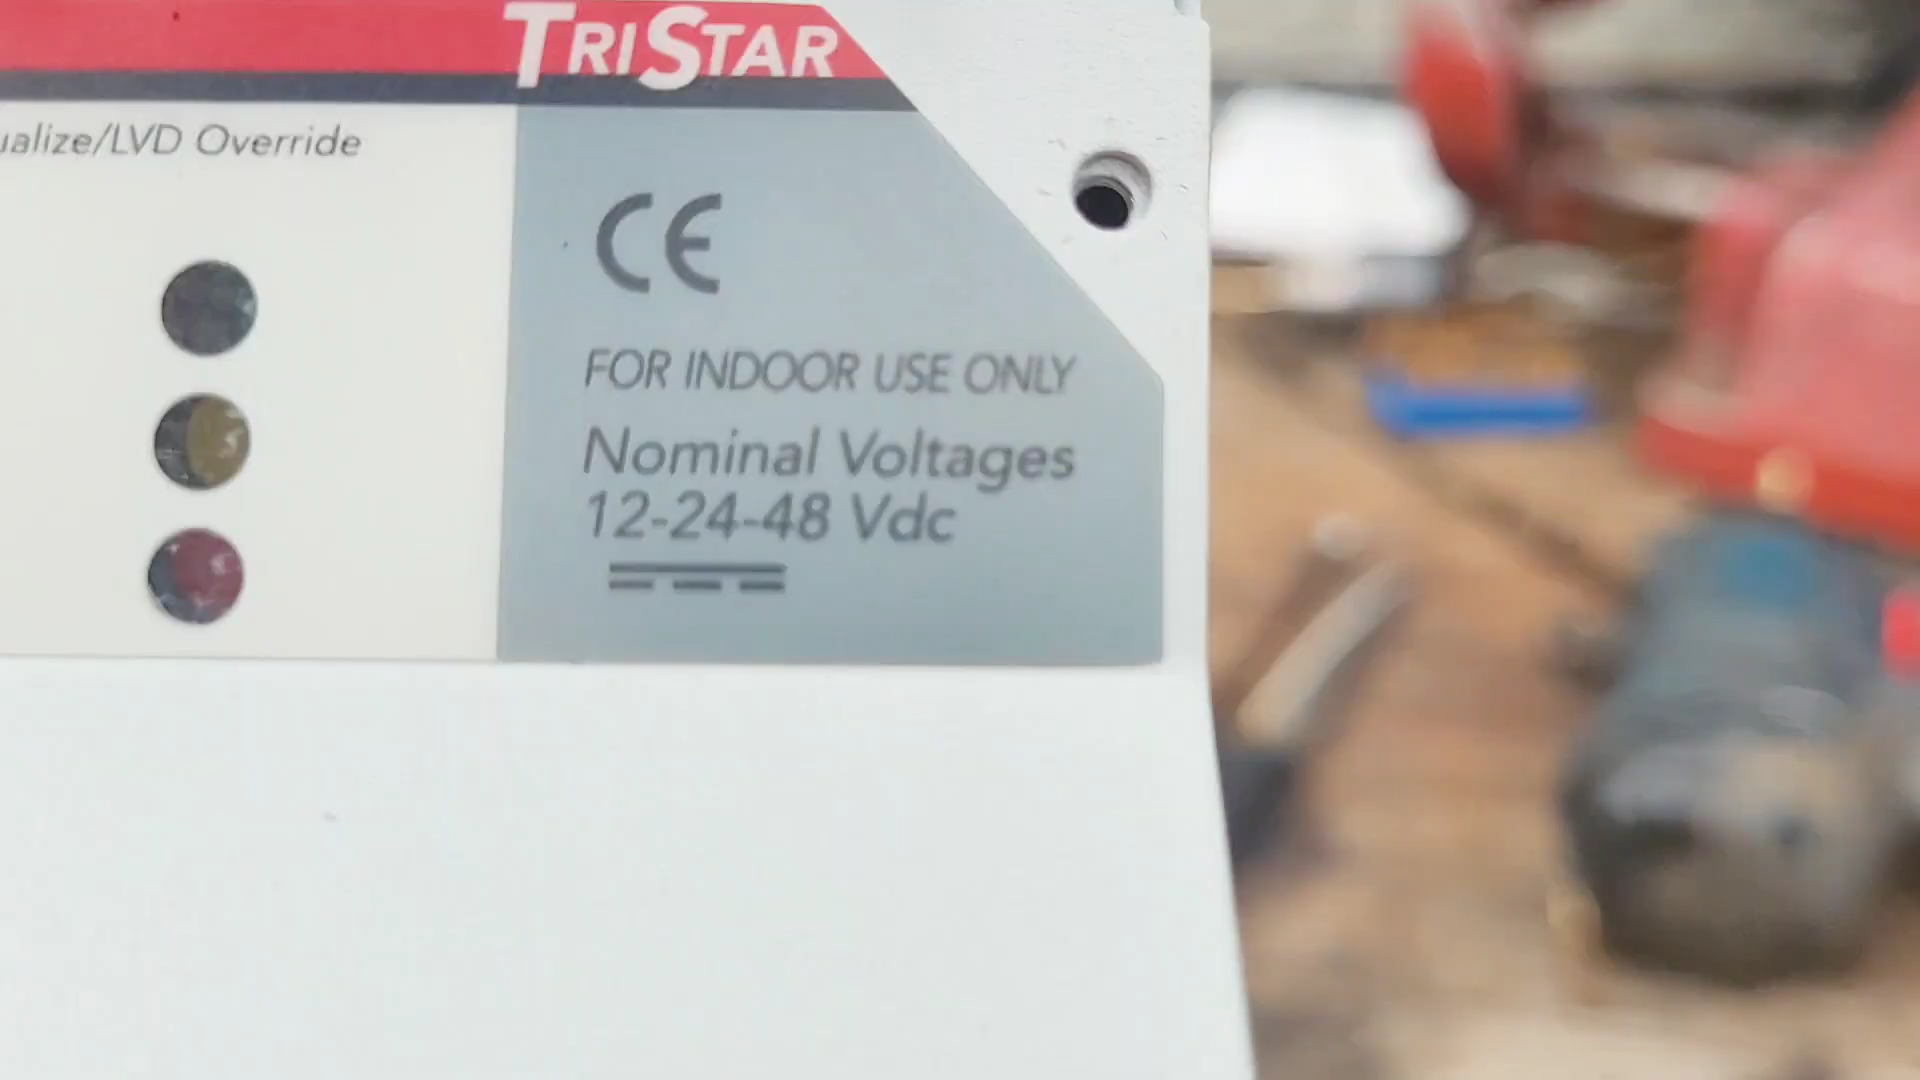 TRISTAR
ualize/LVD Override
CE
FOR INDOOR USE ONLY
Nominal Voltages
12-24-48 Vdc